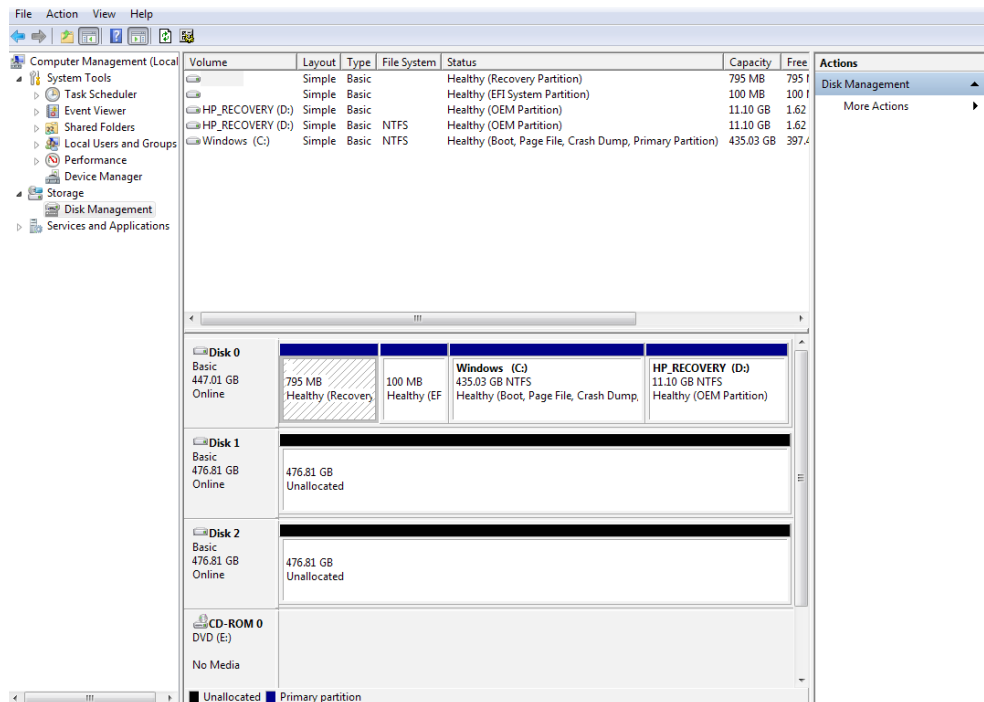 File Action View Help
Computer Management (Local
System Tools
Task Scheduler
Event Viewer
Shared Folders
Local Users and Groups
Performance
Device Manager
Storage
Disk Management
Services and Applications
Volume Layout Type File System Status Capacity Free
Simple Basic Healthy (Recovery Partition) 795 MB 795
Simple Basic Healthy (EFI System Partition) 100 MB 100
HP_RECOVERY (D:) Simple Basic Healthy (OEM Partition) 11.10 GB 1.62
HP_RECOVERY (D:) Simple Basic NTFS Healthy (OEM Partition) 11.10 GB 1.62
Windows (C:) Simple Basic NTFS Healthy (Boot, Page File, Crash Dump, Primary Partition) 435.03 GB 397.4
Disk 0
Basic
447.01 GB
Online
795 MB
Healthy (Recovery
100 MB
Healthy (EF
Windows (C:)
435.03 GB NTFS
Healthy (Boot, Page File, Crash Dump,
HP_RECOVERY (D:)
11.10 GB NTFS
Healthy (OEM Partition)
Disk 1
Basic
476.81 GB
Online
476.81 GB
Unallocated
Disk 2
Basic
476.81 GB
Online
476.81 GB
Unallocated
CD-ROM 0
DVD (E:)
No Media
Unallocated Primary partition
Actions
Disk Management
More Actions